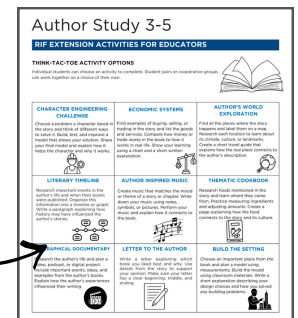 Author Study 3-5
RIF EXTENSION ACTIVITIES FOR EDUCATORS
THINK-TAC-TOE ACTIVITY OPTIONS
Individual students can choose an activity to complete. Student pairs or cooperative groups
can work together on a choice of their own.
CHARACTER ENGINEERING
CHALLENGE
Choose a problem a character faced in
the story and think of different ways
to solve it. Build, test, and improve a
model that shows your solution. Share
your final model and explain how it
helps the character and why it works.
ECONOMIC SYSTEMS
Find examples of buying, selling, or
trading in the story and list the goods
and services. Compare how money or
trade works in the book to how it
works in real life. Show your learning
using a chart and a short written
explanation.
AUTHOR'S WORLD
EXPLORATION
Find all the places where the story
happens and label them on a map.
Research each location to learn about
its climate, culture, or landmarks.
Create a short travel guide that
explains how the real place connects to
the author's description.
LITERARY TIMELINE
Research important events in the
author's life and when their books
were published. Organize this
information into a timeline or graph.
Write a paragraph explaining how
history may have influenced the
author's stories.
AUTHOR INSPIRED MUSIC
Create music that matches the mood
or theme of a story or chapter. Write
down your music using notes,
symbols, or pictures. Perform your
music and explain how it connects to
the book.
THEMATIC COOKBOOK
Research foods mentioned in the
story and learn where they came
from. Practice measuring ingredients
and adjusting amounts. Create a
page explaining how the food
connects to the story and its culture.
GRAPHICAL DOCUMENTARY
search the author's life and plan a
video, podcast, or digital project.
Include important events, ideas, and
examples from the author's books.
Explain how the author's experiences
influenced their writing.
LETTER TO THE AUTHOR
Write a letter explaining which
book you liked best and why. Use
details from the story to support
your opinion. Make sure your letter
has a clear beginning, middle, and
ending.
BUILD THE SETTING
Choose an important place from the
book and plan a model using
measurements. Build the model
using classroom materials. Write a
short explanation describing your
design choices and how you solved
any building problems.